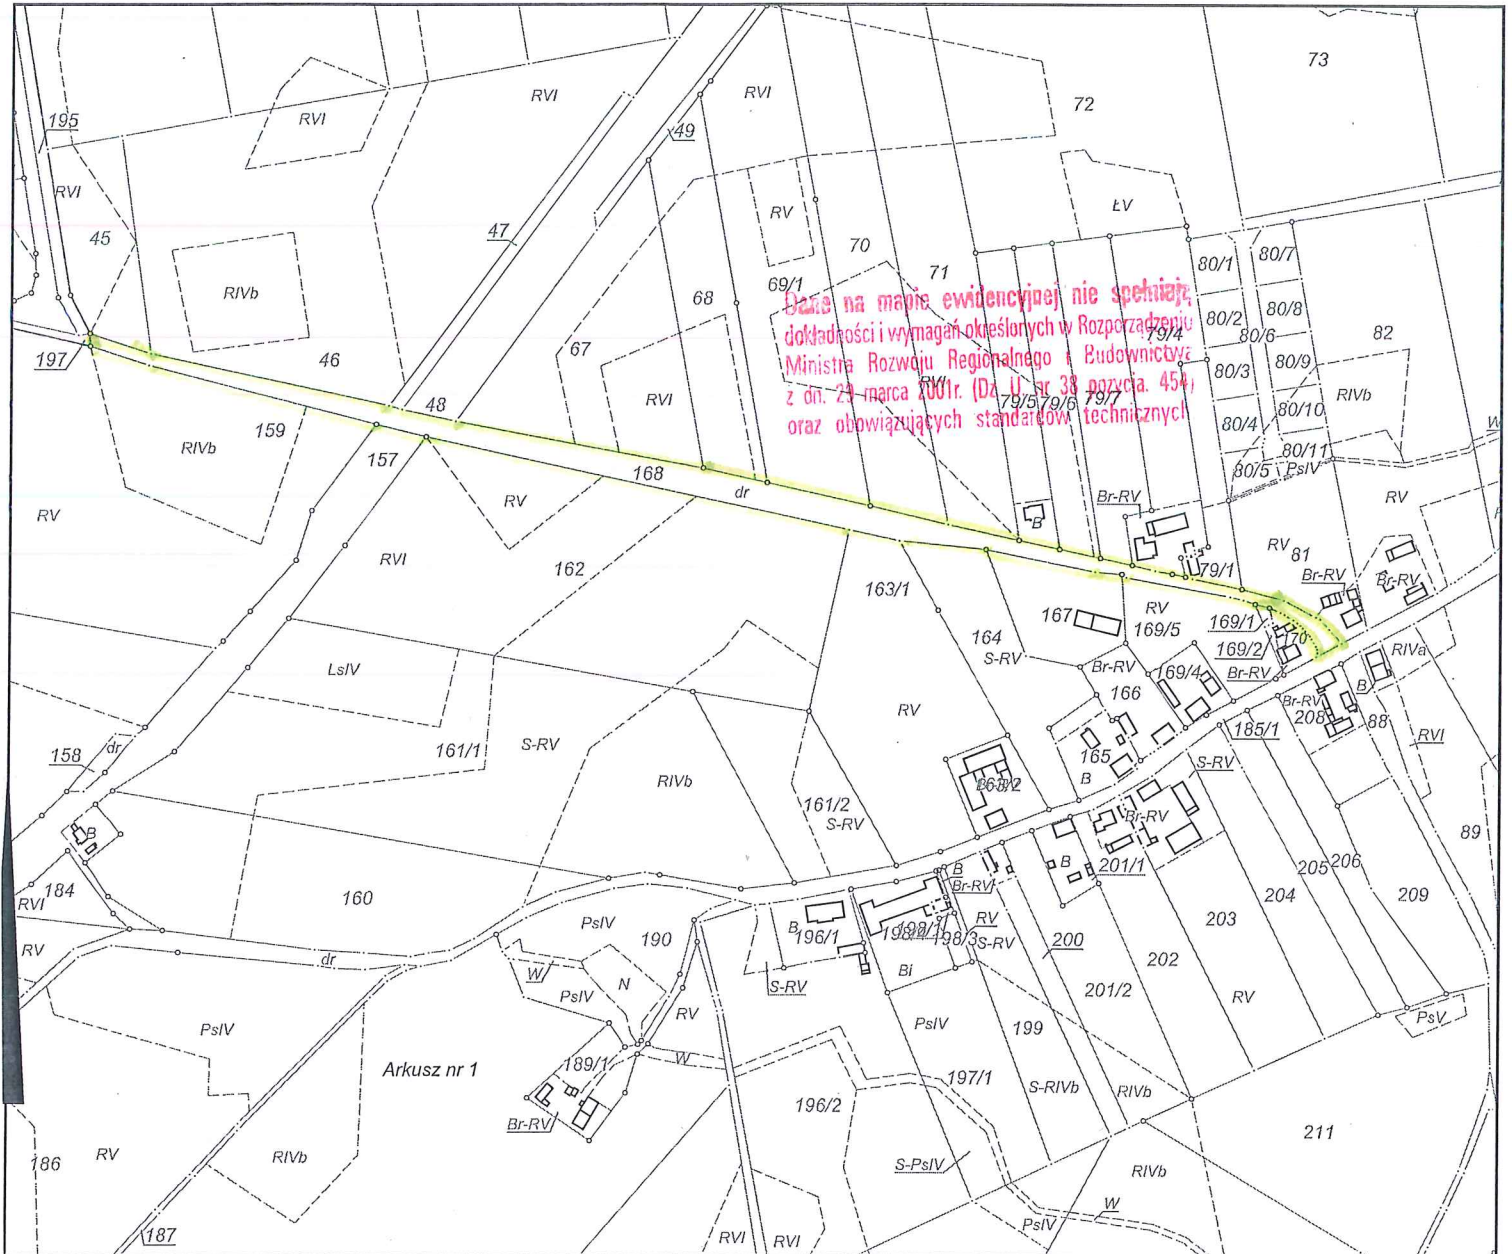 73
RVI
RVI
72
RVI
195
49
RVI
ŁV
RV
47
45
70
80/1
80/7
71
69/1
RIVb
68
80/8
80/2
79/4
80/6
82
67
46
Dane na mapie ewidencyjnej nie spełniają
dokładności i wymagań określonych w Rozporządzeniu
Ministra Rozwoju Regionalnego i Budownictwa
z dn. 29 marca 2001r. (Dz. U. nr 38 pozycja. 454)
oraz obowiązujących standardów technicznych
197
80/3
80/9
RVI
RVI
RIVb
48
79/5
79/6
79/7
80/10
159
80/4
W
RIVb
157
80/11
80/5
PsIV
168
dr
RV
Br-RV
RV
RV
B
RV
81
RVI
162
79/1
Br-RV
Br-RV
163/1
RV
167
169/1
169/5
164
170
169/2
S-RV
RIVa
LsIV
Br-RV
Br-RV
169/4
B
166
Br-RV
RV
208
88
185/1
dr
S-RV
RVI
158
161/1
165
S-RV
RIVb
163/2
B
161/2
Br-RV
S-RV
B
89
B
201/1
205
206
B
184
Br-RV
204
209
RVI
160
PsIV
203
RV
B
196/1
198/3
S-RV
RV
190
200
dr
W
202
N
S-RV
Bi
201/2
PsIV
RV
RV
PsIV
PsIV
199
PsV
W
Arkusz nr 1
189/1
197/1
S-RIVb
RIVb
196/2
Br-RV
211
186
RV
RIVb
S-PsIV
RIVb
W
PsIV
187
RVI
RVI